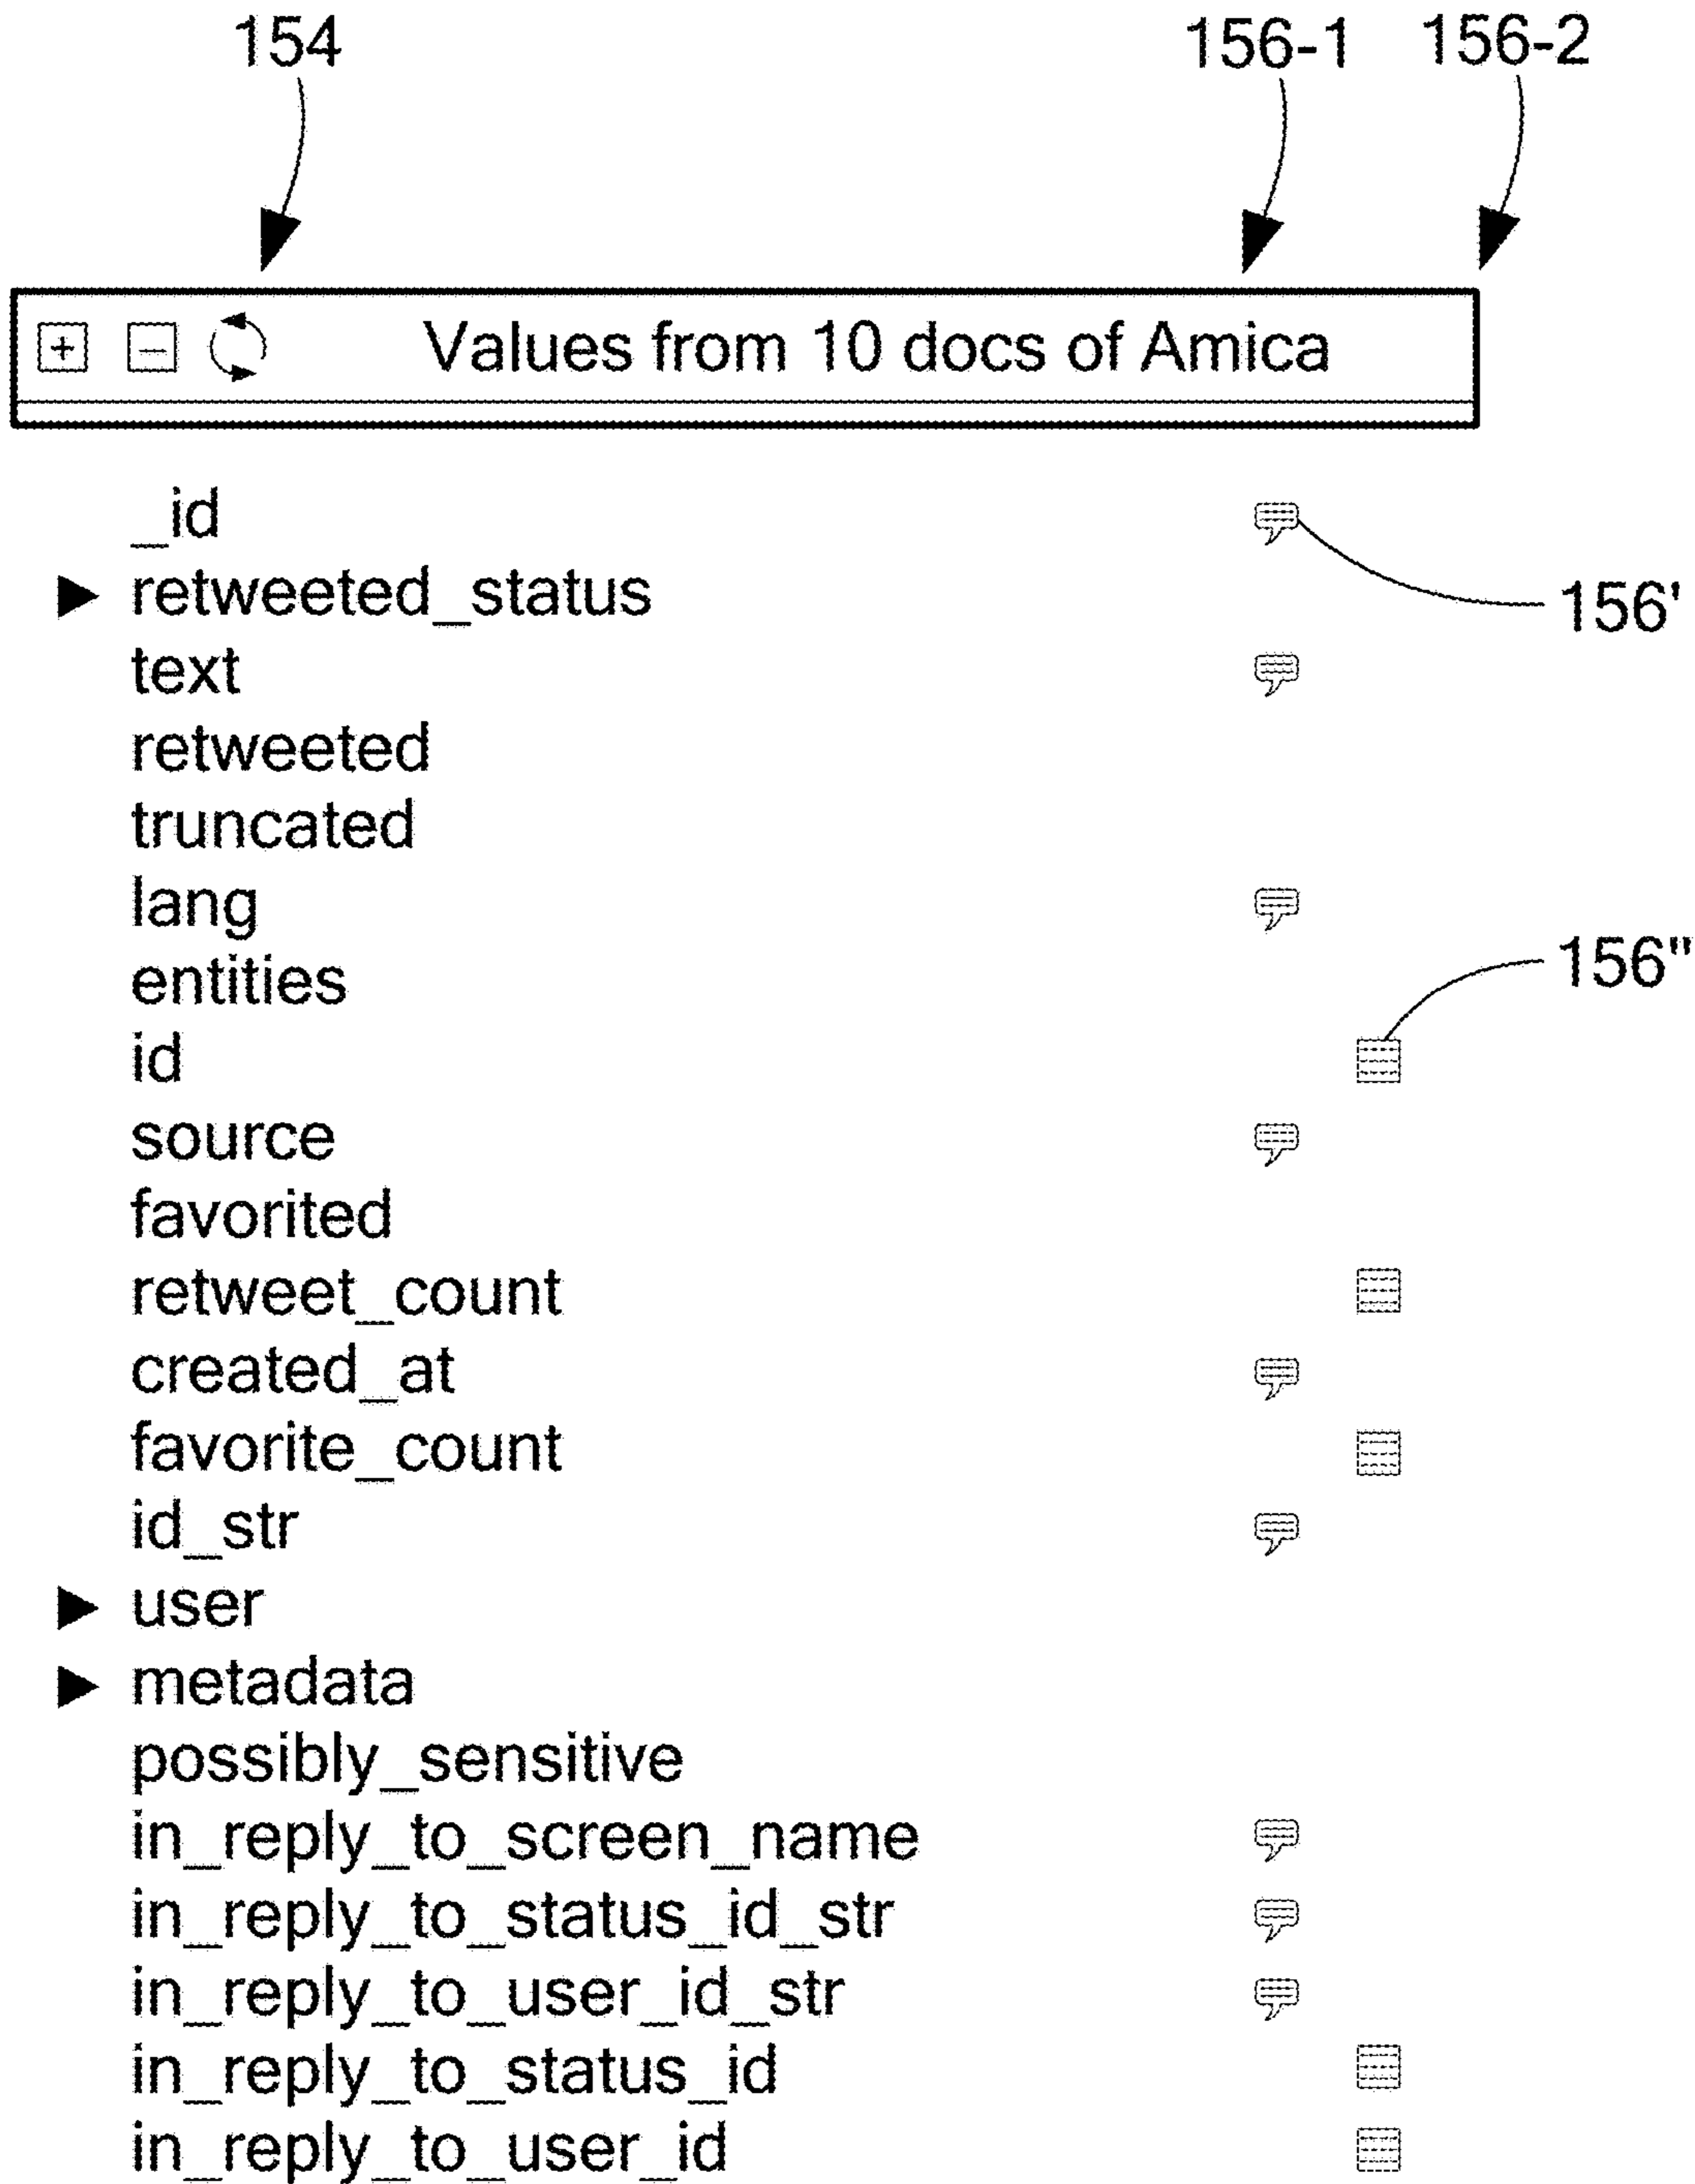 154 156-1 156-2
+ – Values from 10 docs of Amica
_id
156'
retweeted_status
text
retweeted
truncated
lang
entities
156"
id
source
favorited
retweet_count
created_at
favorite_count
id_str
user
metadata
possibly_sensitive
in_reply_to_screen_name
in_reply_to_status_id_str
in_reply_to_user_id_str
in_reply_to_status_id
in_reply_to_user_id